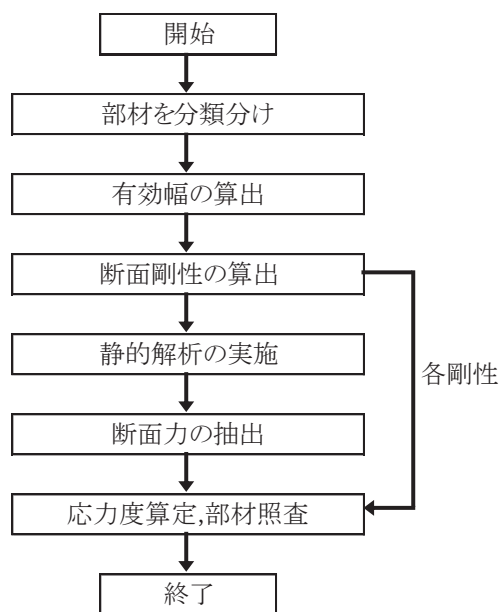 開始
部材を分類分け
有効幅の算出
断面剛性の算出
静的解析の実施
各剛性
断面力の抽出
応力度算定,部材照査
終了